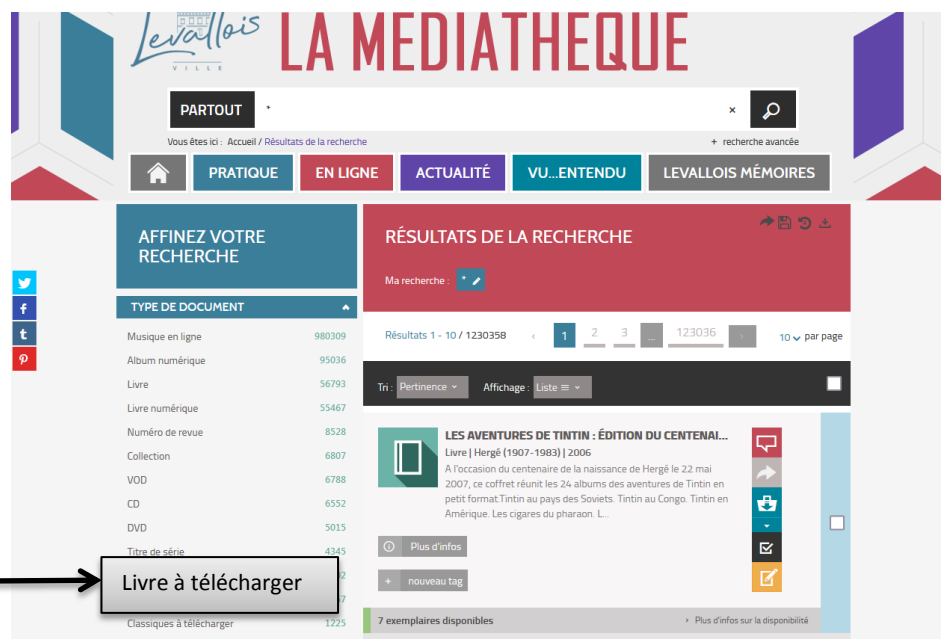 Levallois
VILLE
LA MEDIATHEQUE
PARTOUT * ×
Vous êtes ici : Accueil / Résultats de la recherche
+ recherche avancée
PRATIQUE EN LIGNE ACTUALITÉ VU...ENTENDU LEVALLOIS MÉMOIRES
AFFINEZ VOTRE
RECHERCHE
TYPE DE DOCUMENT
Musique en ligne 980309
Album numérique 95036
Livre 56793
Livre numérique 55467
Numéro de revue 8528
Collection 6807
VOD 6788
CD 6552
DVD 5015
Titre de série 4345
Livre à télécharger
Classiques à télécharger 1225
RÉSULTATS DE LA RECHERCHE
Ma recherche : *
Résultats 1 - 10 / 1230358 ‹ 1 2 3 ... 123036 › 10 par page
Tri : Pertinence Affichage : Liste
LES AVENTURES DE TINTIN : ÉDITION DU CENTENAI...
Livre | Hergé (1907-1983) | 2006
A l'occasion du centenaire de la naissance de Hergé le 22 mai
2007, ce coffret réunit les 24 albums des aventures de Tintin en
petit format.Tintin au pays des Soviets. Tintin au Congo. Tintin en
Amérique. Les cigares du pharaon. L...
Plus d'infos
+ nouveau tag
7 exemplaires disponibles
› Plus d'infos sur la disponibilité